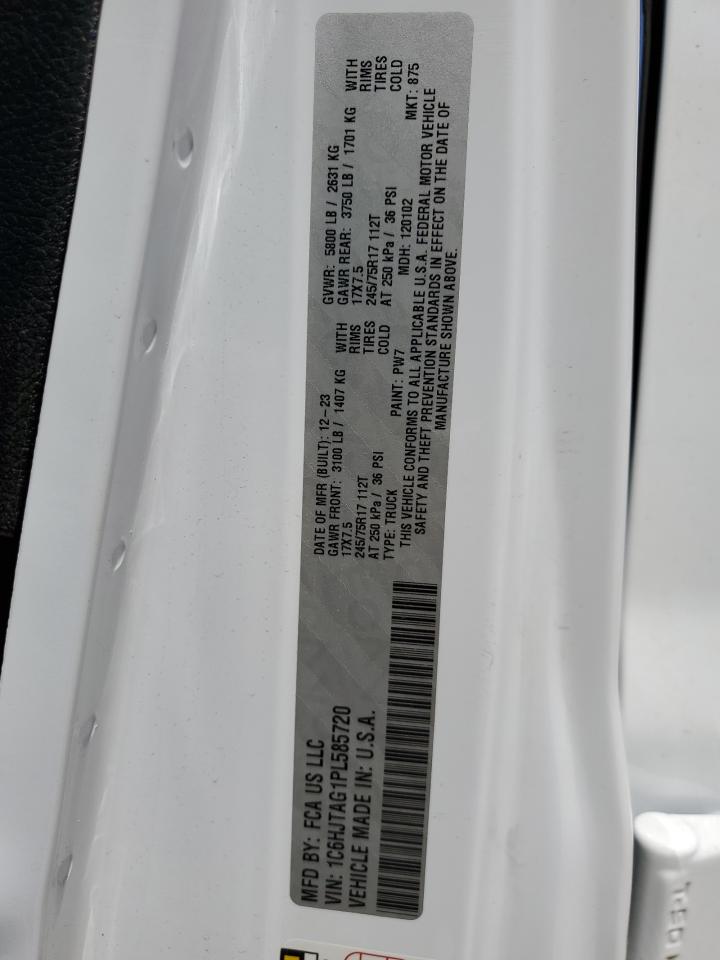 MFD BY: FCA US LLC
VIN: 1C6HJTAG1PL585720
VEHICLE MADE IN: U.S.A.
DATE OF MFR (BUILT): 12-23
GAWR FRONT: 3100 LB / 1407 KG WITH
17X7.5 RIMS
245/75R17 112T TIRES
AT 250 kPa / 36 PSI COLD
TYPE: TRUCK PAINT: PW7
GVWR: 5800 LB / 2631 KG
GAWR REAR: 3750 LB / 1701 KG WITH
17X7.5 RIMS
245/75R17 112T TIRES
AT 250 kPa / 36 PSI COLD
MDH: 120102 MKT: 875
THIS VEHICLE CONFORMS TO ALL APPLICABLE U.S.A. FEDERAL MOTOR VEHICLE
SAFETY AND THEFT PREVENTION STANDARDS IN EFFECT ON THE DATE OF
MANUFACTURE SHOWN ABOVE.